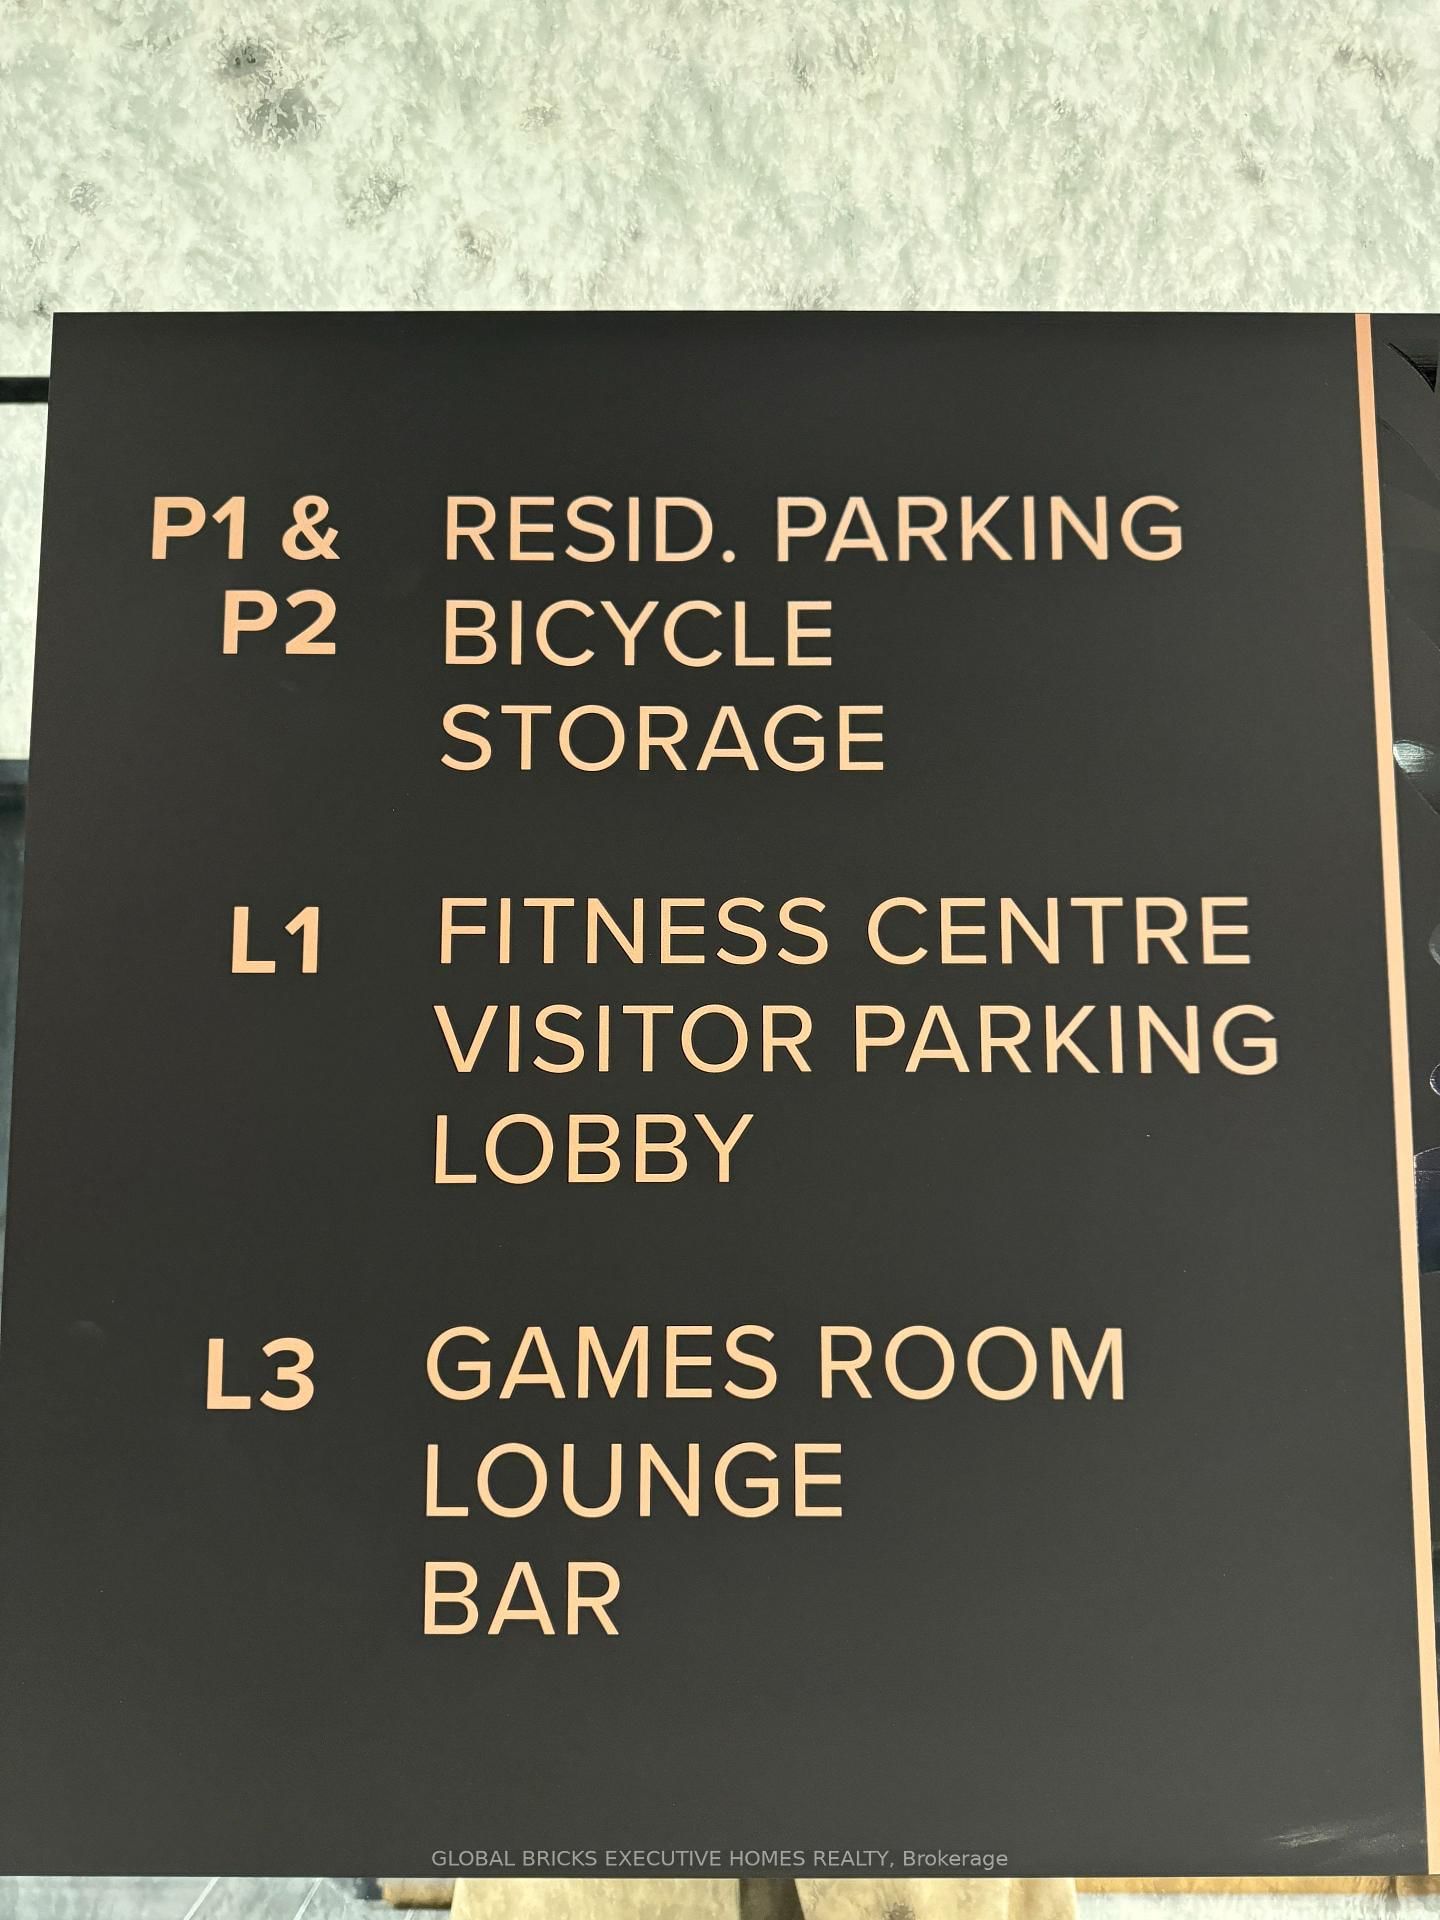 P1 & RESID. PARKING
P2 BICYCLE
STORAGE
L1 FITNESS CENTRE
VISITOR PARKING
LOBBY
L3 GAMES ROOM
LOUNGE
BAR
GLOBAL BRICKS EXECUTIVE HOMES REALTY, Brokerage